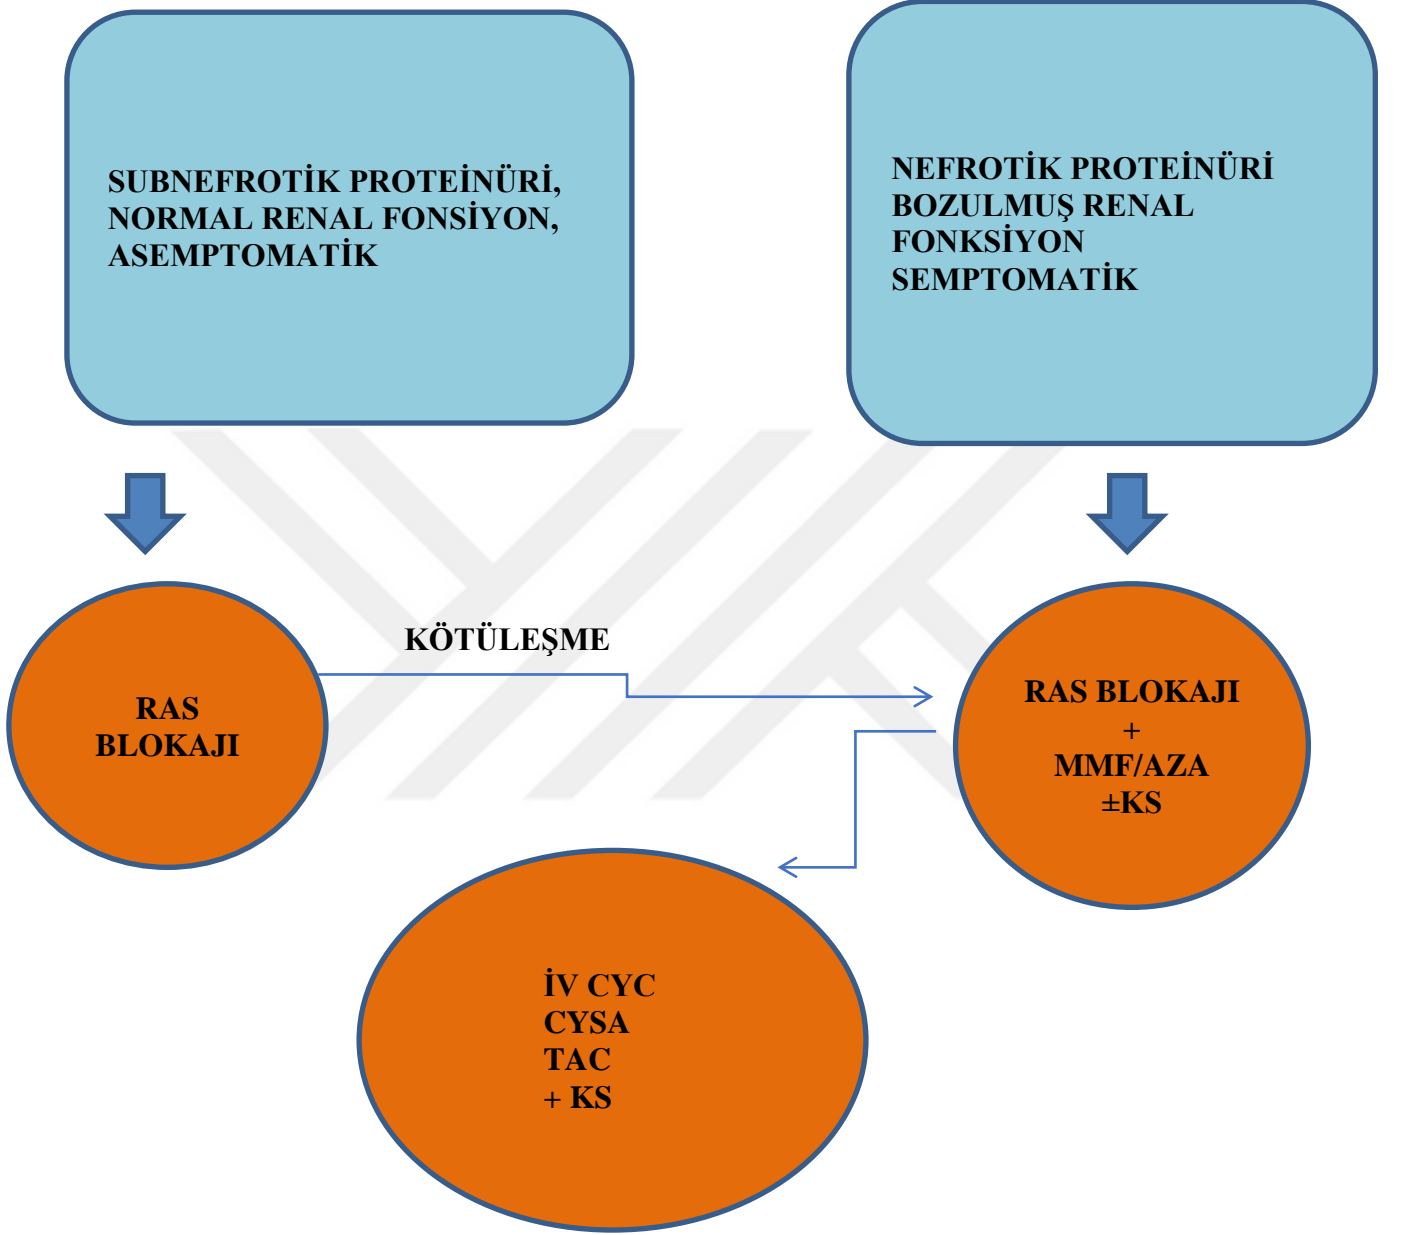 SUBNEFROTİK PROTEİNÜRİ,
NORMAL RENAL FONSİYON,
ASEMPTOMATİK
NEFROTİK PROTEİNÜRİ
BOZULMUŞ RENAL
FONKSİYON
SEMPTOMATİK
KÖTÜLEŞME
RAS
BLOKAJI
RAS BLOKAJI
+
MMF/AZA
±KS
İV CYC
CYSA
TAC
+ KS